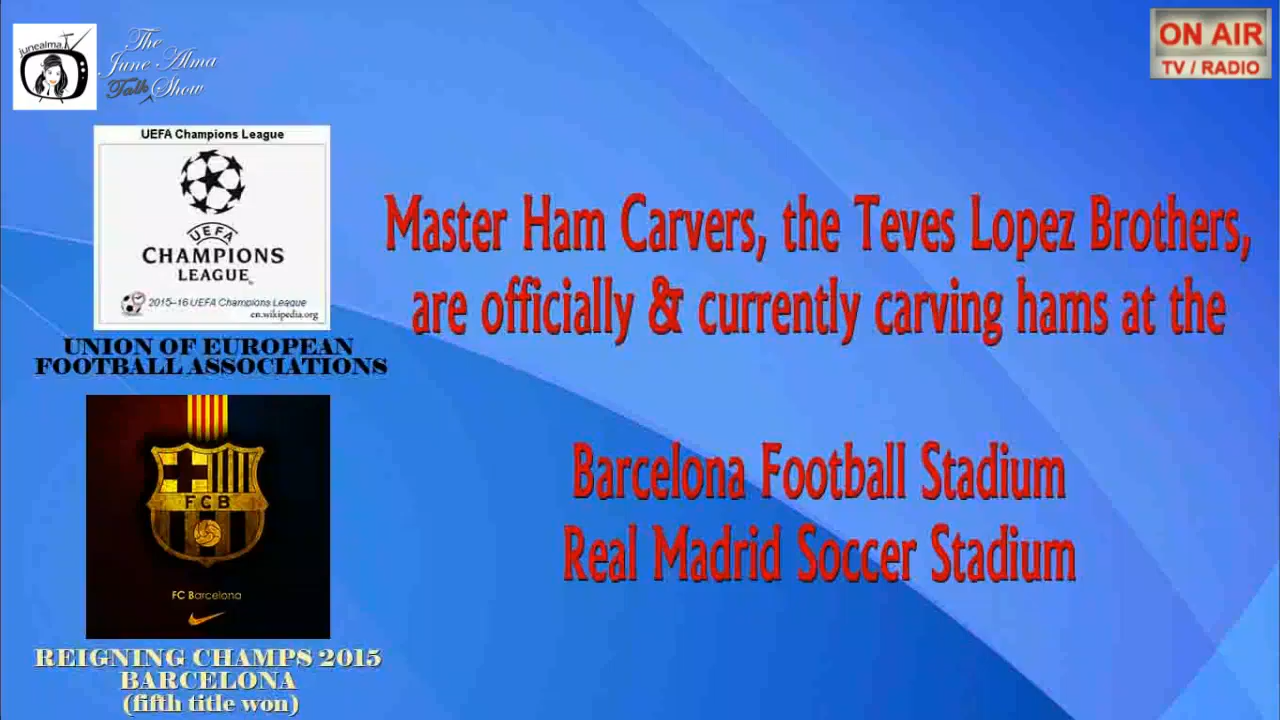 junealma.TV
The
June Alma
Talk Show
ON AIR
TV / RADIO
UEFA Champions League
UEFA
CHAMPIONS
LEAGUE™
2015–16 UEFA Champions League
en.wikipedia.org
UNION OF EUROPEAN
FOOTBALL ASSOCIATIONS
FCB
FC Barcelona
REIGNING CHAMPS 2015
BARCELONA
(fifth title won)
Master Ham Carvers, the Teves Lopez Brothers,
are officially & currently carving hams at the
Barcelona Football Stadium
Real Madrid Soccer Stadium